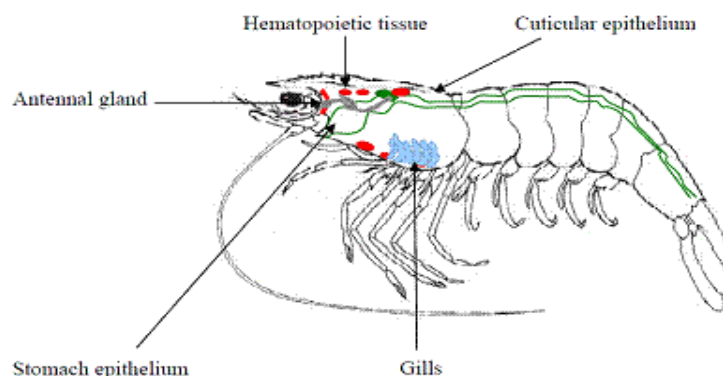 Hematopoietic tissue
Cuticular epithelium
Antennal gland
Stomach epithelium
Gills